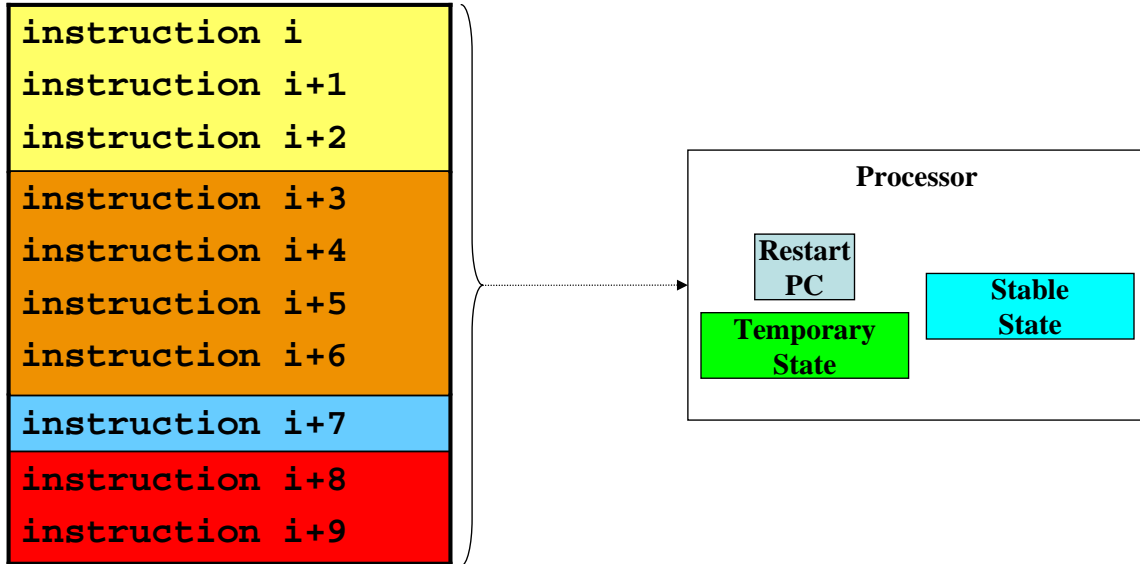 instruction i
instruction i+1
instruction i+2
instruction i+3
instruction i+4
instruction i+5
instruction i+6
instruction i+7
instruction i+8
instruction i+9
Processor
Restart
PC
Temporary
State
Stable
State